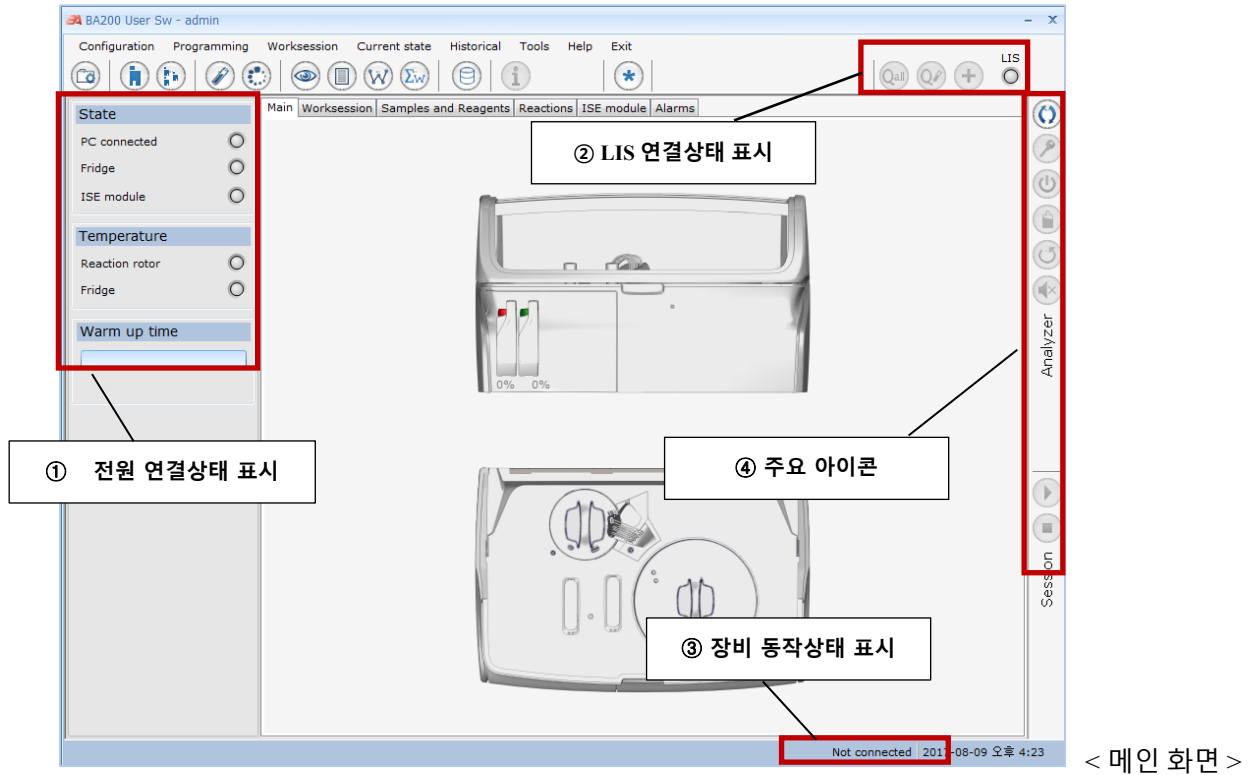 BA200 User Sw - admin
Configuration Programming Worksession Current state Historical Tools Help Exit
Qall Q LIS
Main Worksession Samples and Reagents Reactions ISE module Alarms
State
PC connected
Fridge
ISE module
Temperature
Reaction rotor
Fridge
Warm up time
② LIS 연결상태 표시
0% 0%
Analyzer
① 전원 연결상태 표시
④ 주요 아이콘
Session
③ 장비 동작상태 표시
Not connected 2017-08-09 오후 4:23
< 메인 화면 >